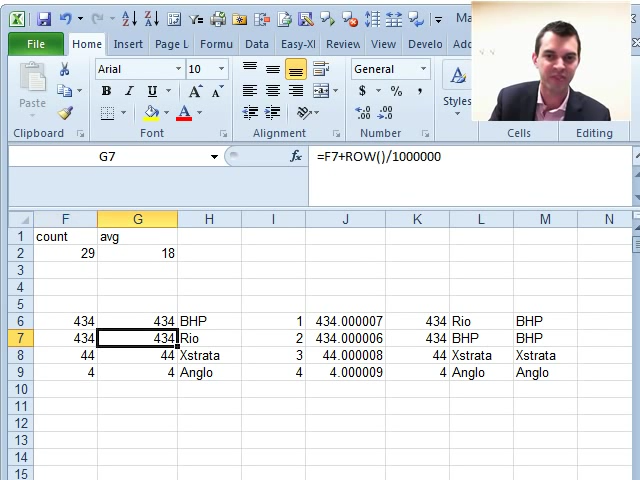 Ma
File Home Insert Page L Formu Data Easy-Xl Review View Develo Add
Paste
Arial 10
General
B I U
A A
$ % ,
Styles
Clipboard Font Alignment Number Cells Editing
G7 fx =F7+ROW()/1000000
F G H I J K L M N
1 count avg
2 29 18
3
4
5
6 434 434 BHP 1 434.000007 434 Rio BHP
7 434 434 Rio 2 434.000006 434 BHP BHP
8 44 44 Xstrata 3 44.000008 44 Xstrata Xstrata
9 4 4 Anglo 4 4.000009 4 Anglo Anglo
10
11
12
13
14
15